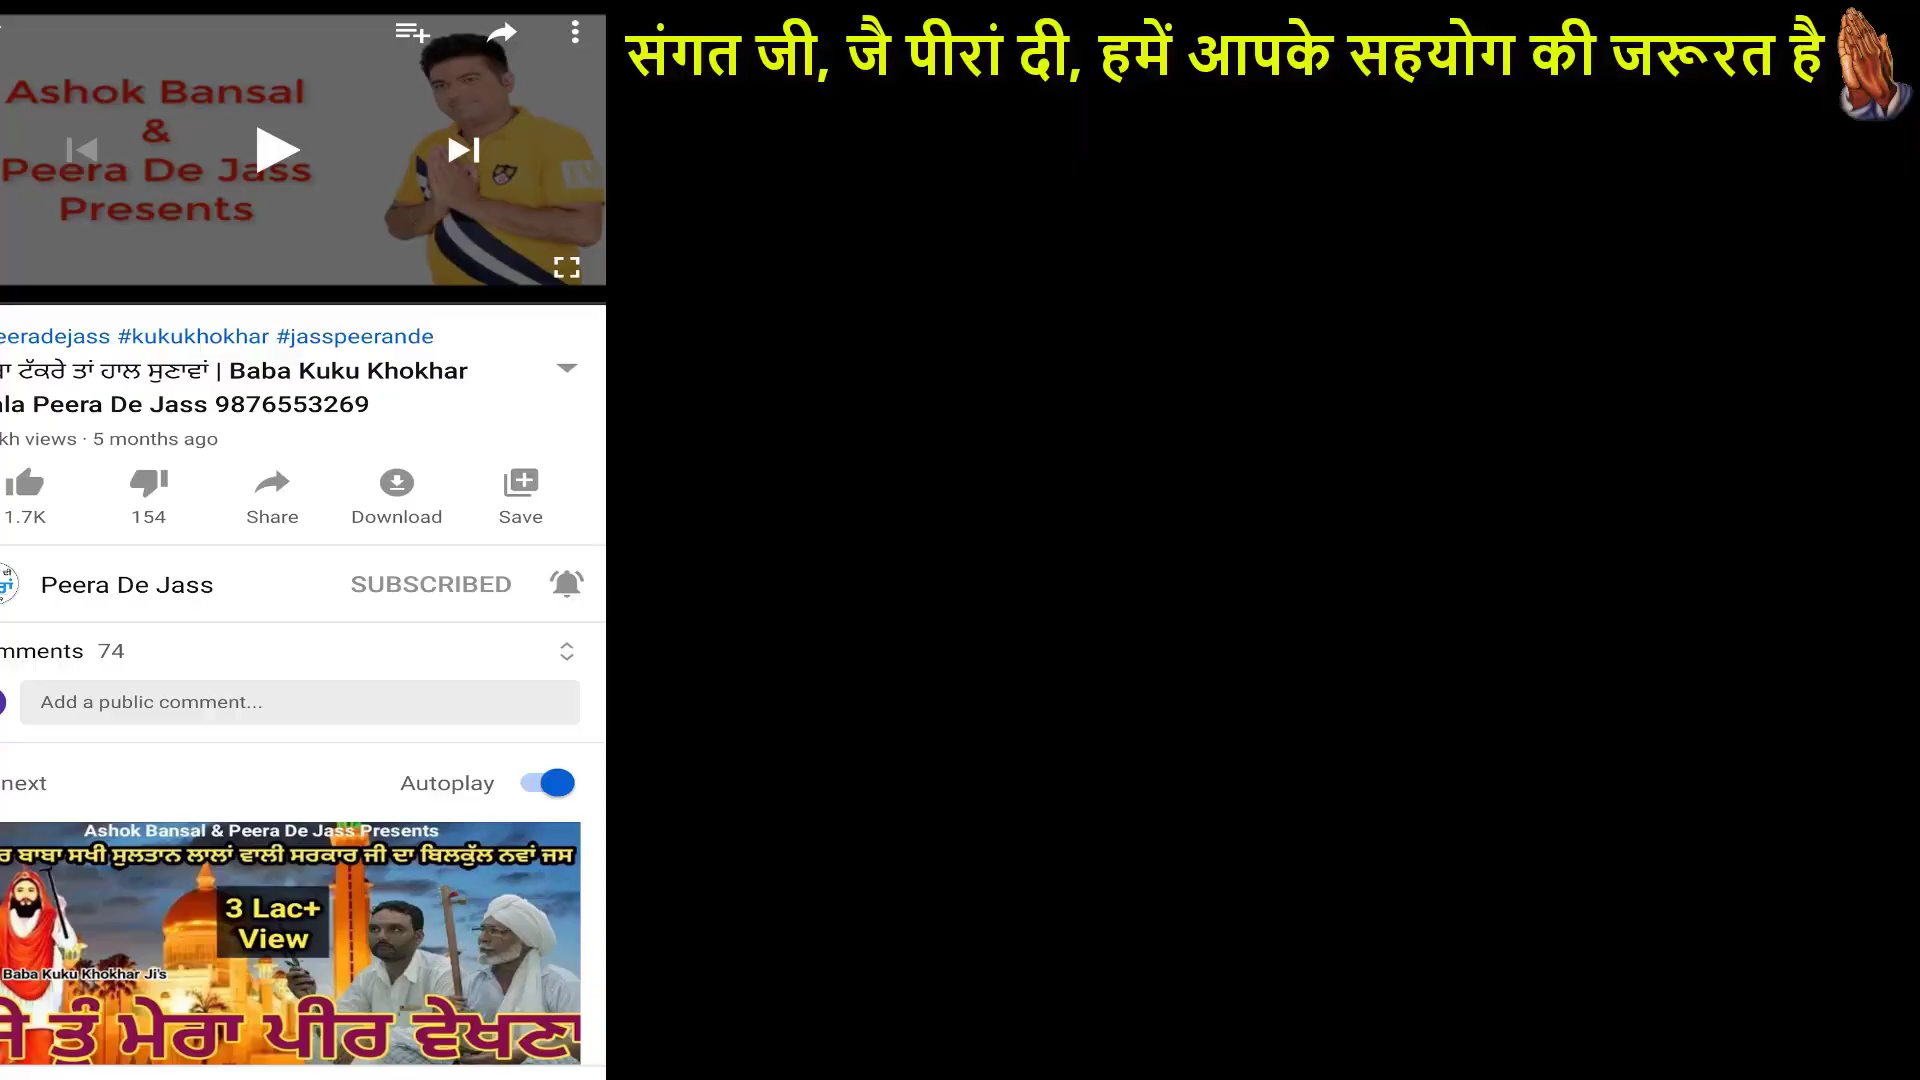 संगत जी, जै पीरां दी, हमें आपके सहयोग की जरूरत है
Ashok Bansal
&
Peera De Jass
Presents
eeradejass #kukukhokhar #jasspeerande
ਟੱਕਰੇ ਤਾਂ ਹਾਲ ਸੁਣਾਵਾਂ | Baba Kuku Khokhar
la Peera De Jass 9876553269
kh views · 5 months ago
1.7K
154
Share
Download
Save
Peera De Jass
SUBSCRIBED
mments 74
Add a public comment...
next
Autoplay
Ashok Bansal & Peera De Jass Presents
ਰ ਬਾਬਾ ਸਖੀ ਸੁਲਤਾਨ ਲਾਲਾਂ ਵਾਲੀ ਸਰਕਾਰ ਜੀ ਦਾ ਬਿਲਕੁੱਲ ਨਵਾਂ ਜਸ
3 Lac+
View
Baba Kuku Khokhar Ji's
ਜੇ ਤੂੰ ਮੇਰਾ ਪੀਰ ਵੇਖਣਾ